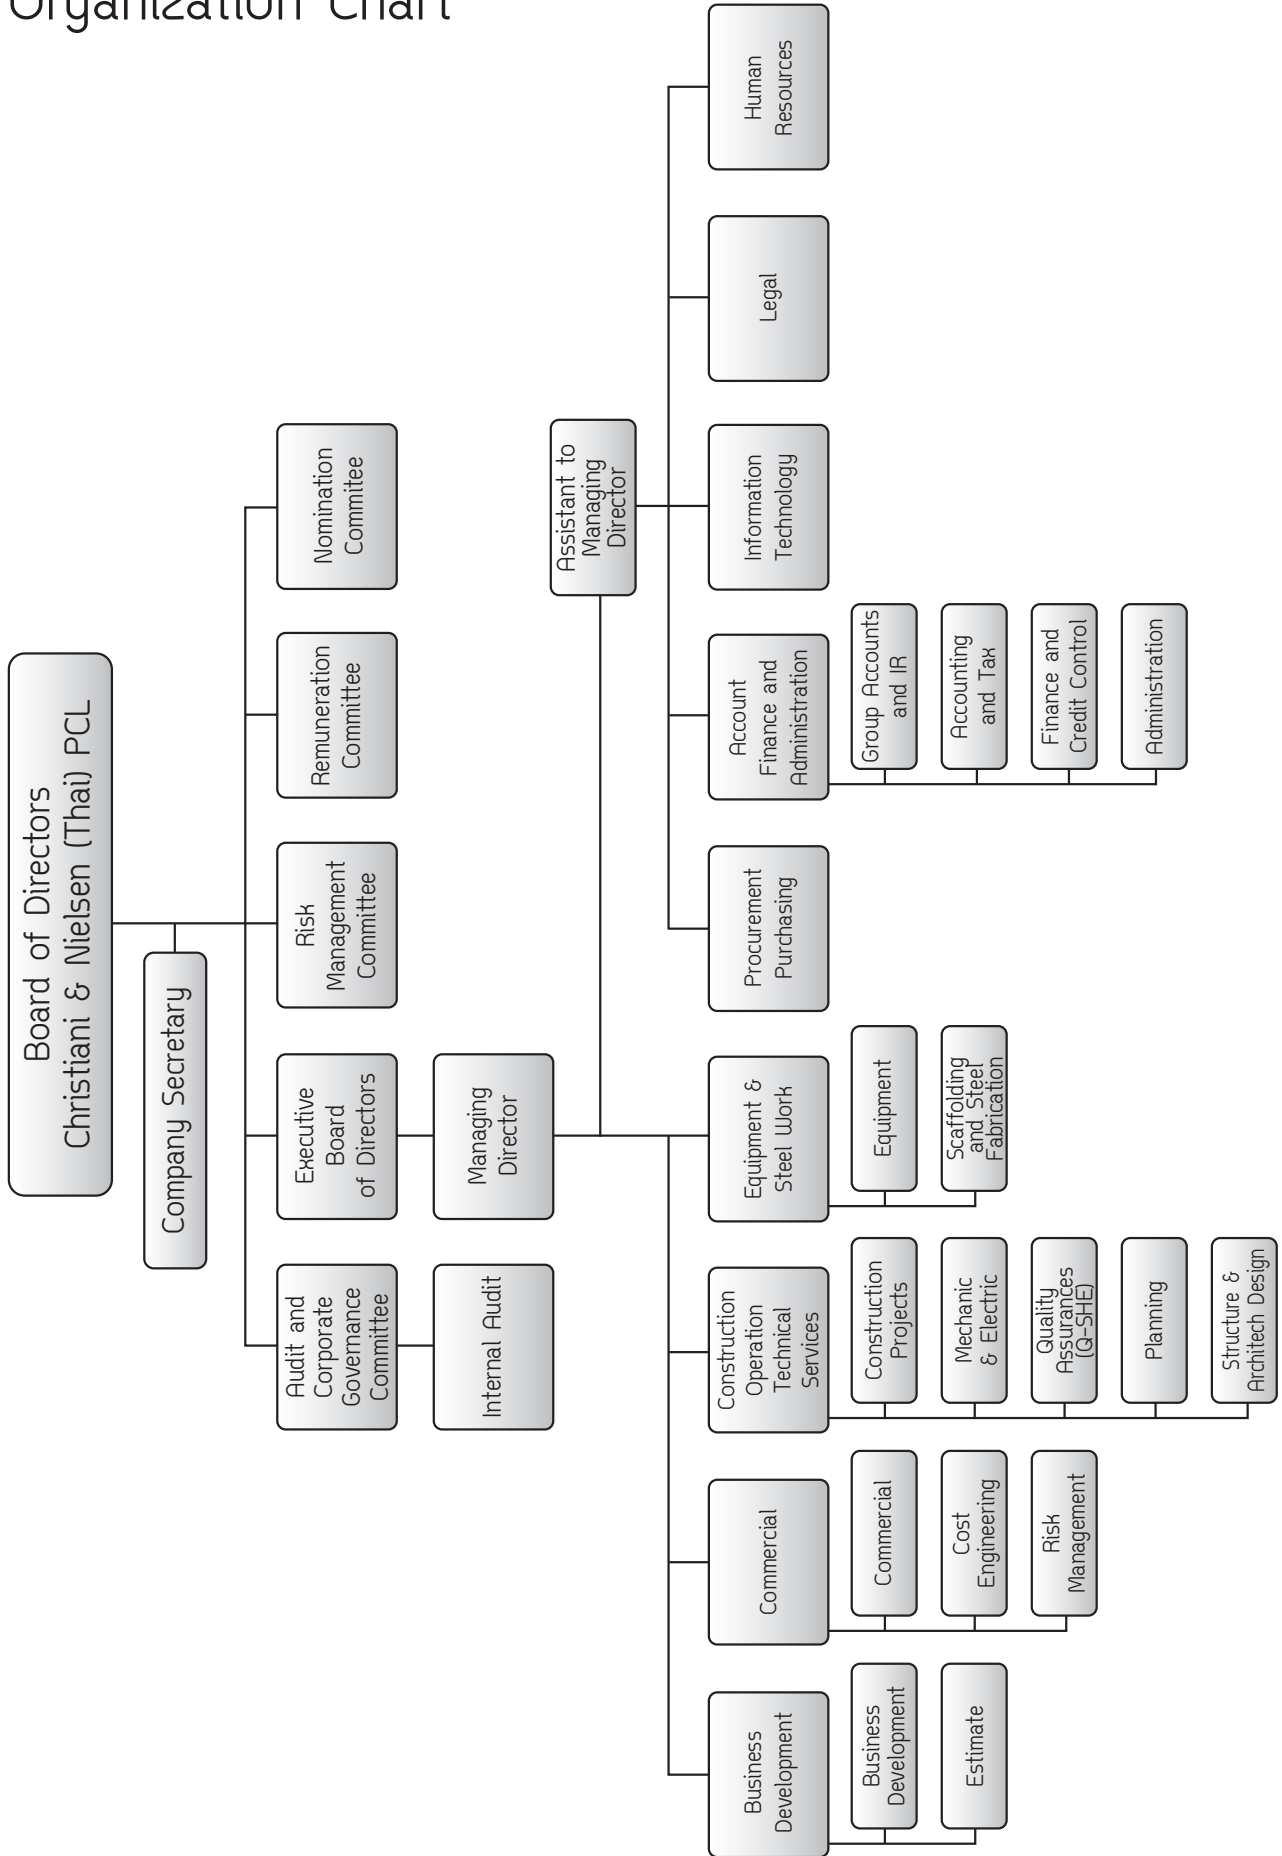 Organization Chart
Board of Directors
Christiani & Nielsen (Thai) PCL
Company Secretary
Audit and
Corporate
Governance
Committee
Executive
Board
of Directors
Risk
Management
Committee
Remuneration
Committee
Nomination
Commitee
Internal Audit
Managing
Director
Assistant to
Managing
Director
Business
Development
Commercial
Construction
Operation
Technical
Services
Equipment &
Steel Work
Procurement
Purchasing
Account
Finance and
Administration
Information
Technology
Legal
Human
Resources
Business
Development
Estimate
Commercial
Cost
Engineering
Risk
Management
Construction
Projects
Mechanic
& Electric
Quality
Assurances
(Q-SHE)
Planning
Structure &
Architech Design
Equipment
Scaffolding
and Steel
Fabrication
Group Accounts
and IR
Accounting
and Tax
Finance and
Credit Control
Administration